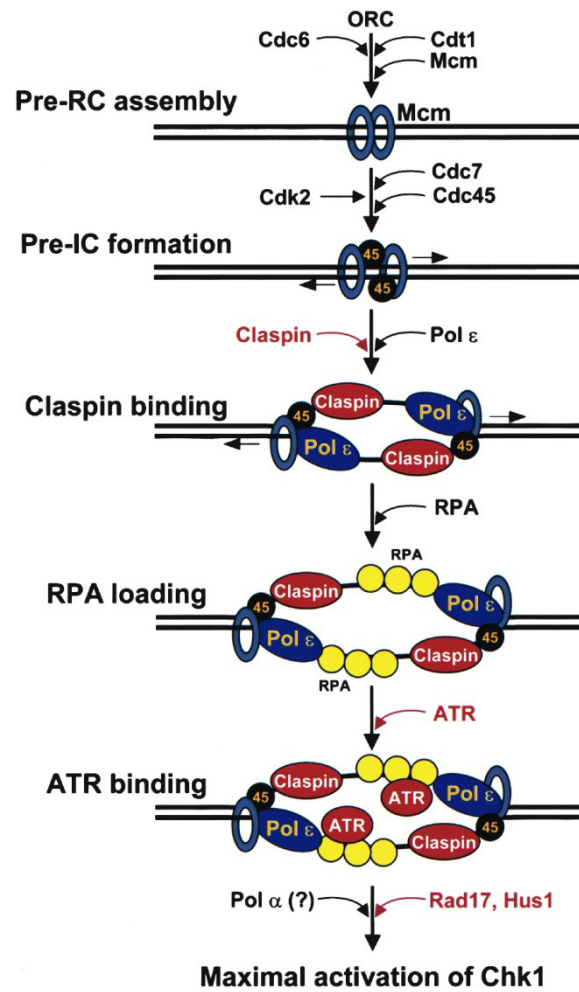 ORC
Cdc6
Cdt1
Mcm
Pre-RC assembly
Mcm
Cdc7
Cdk2
Cdc45
Pre-IC formation
45
45
Claspin
Pol ε
Claspin binding
45
Claspin
Pol ε
Pol ε
Claspin
45
RPA
RPA
RPA loading
45
Claspin
Pol ε
Pol ε
Claspin
45
RPA
ATR
ATR binding
45
Claspin
ATR
Pol ε
Pol ε
ATR
Claspin
45
Pol α (?)
Rad17, Hus1
Maximal activation of Chk1